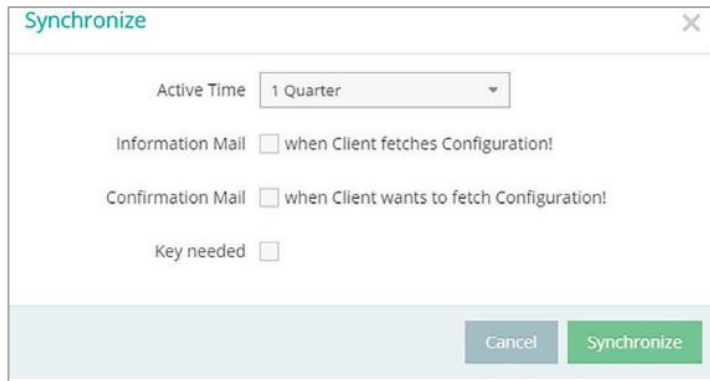 Synchronize
Active Time 1 Quarter
Information Mail when Client fetches Configuration!
Confirmation Mail when Client wants to fetch Configuration!
Key needed
Cancel Synchronize